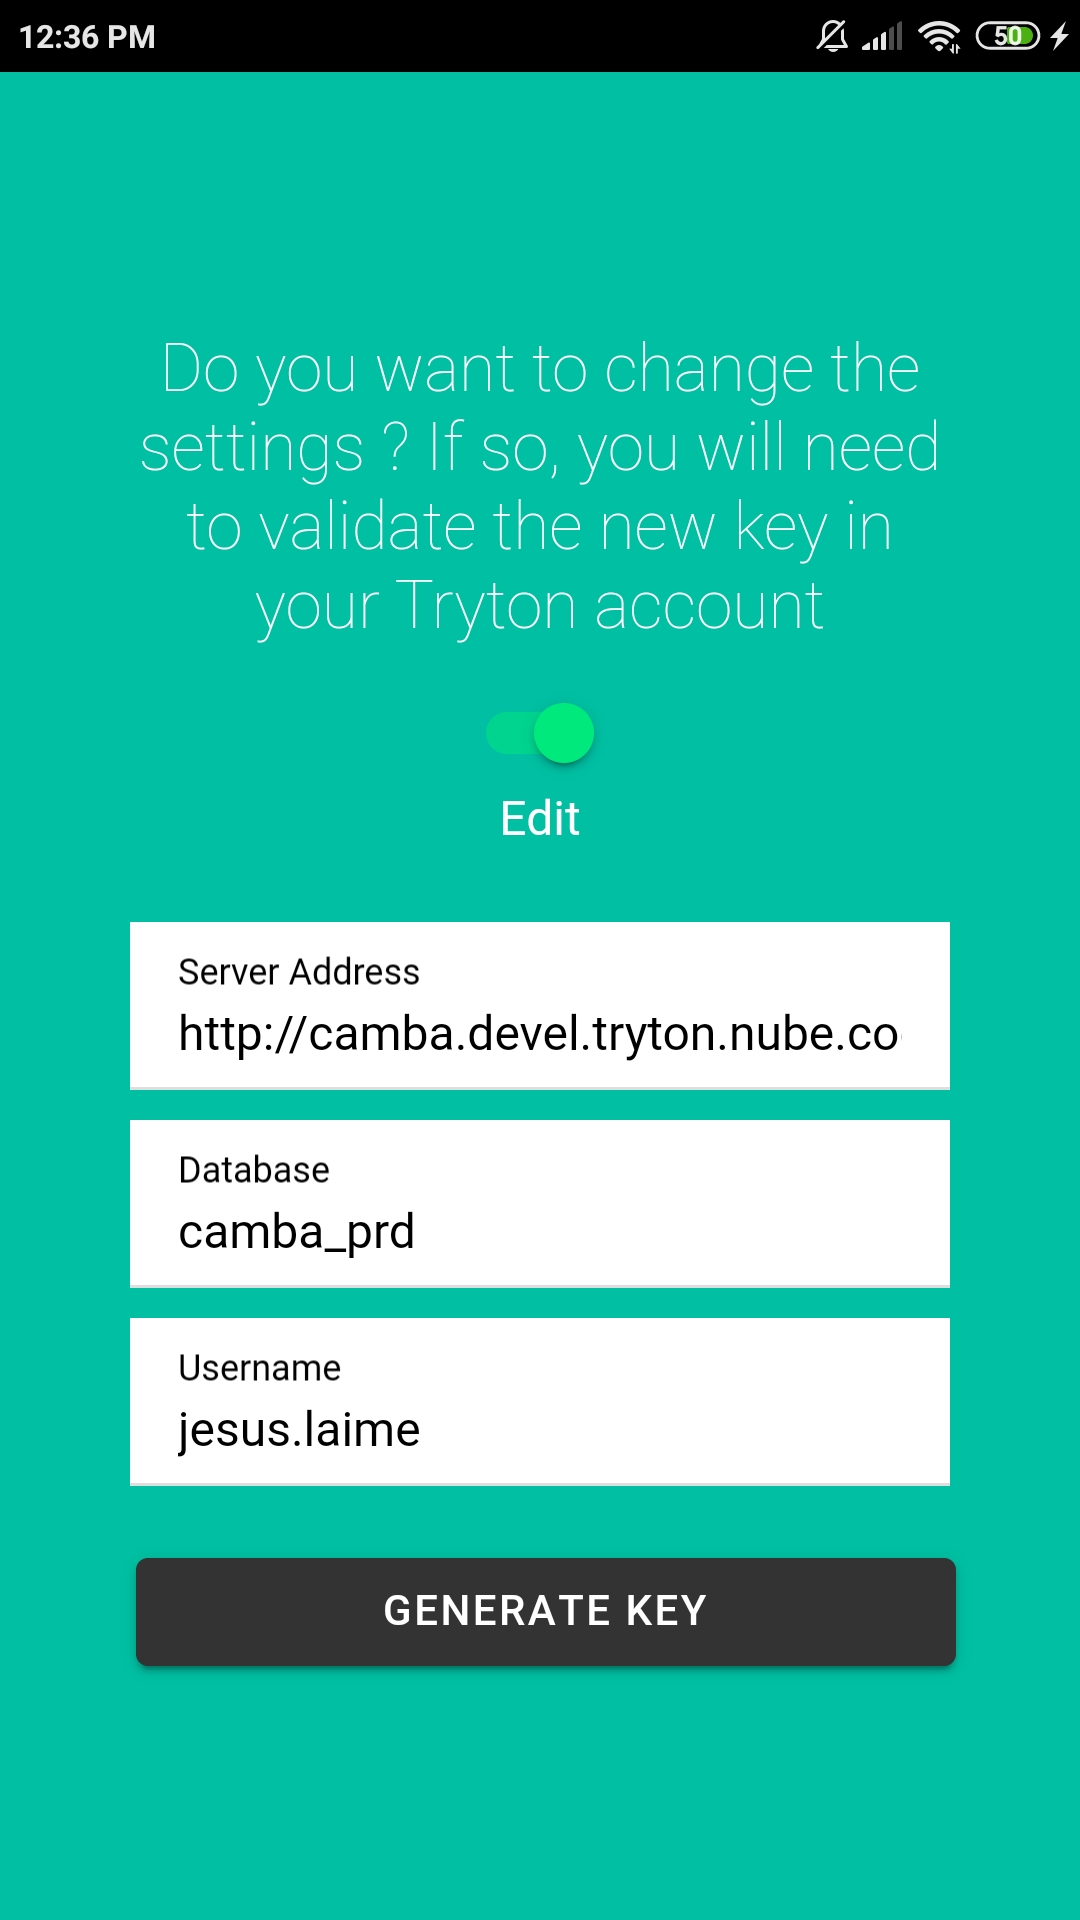 12:36 PM
50
Do you want to change the
settings ? If so, you will need
to validate the new key in
your Tryton account
Edit
Server Address
http://camba.devel.tryton.nube.co
Database
camba_prd
Username
jesus.laime
GENERATE KEY